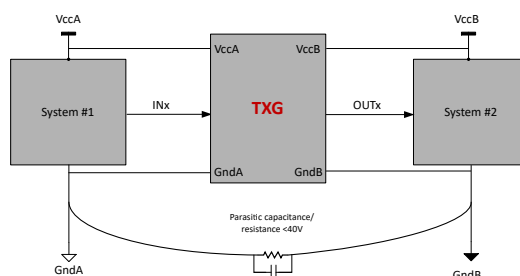 VccA
VccB
VccA
VccB
System #1
INx
TXG
OUTx
System #2
GndA
GndB
Parasitic capacitance/
resistance <40V
GndA
GndB